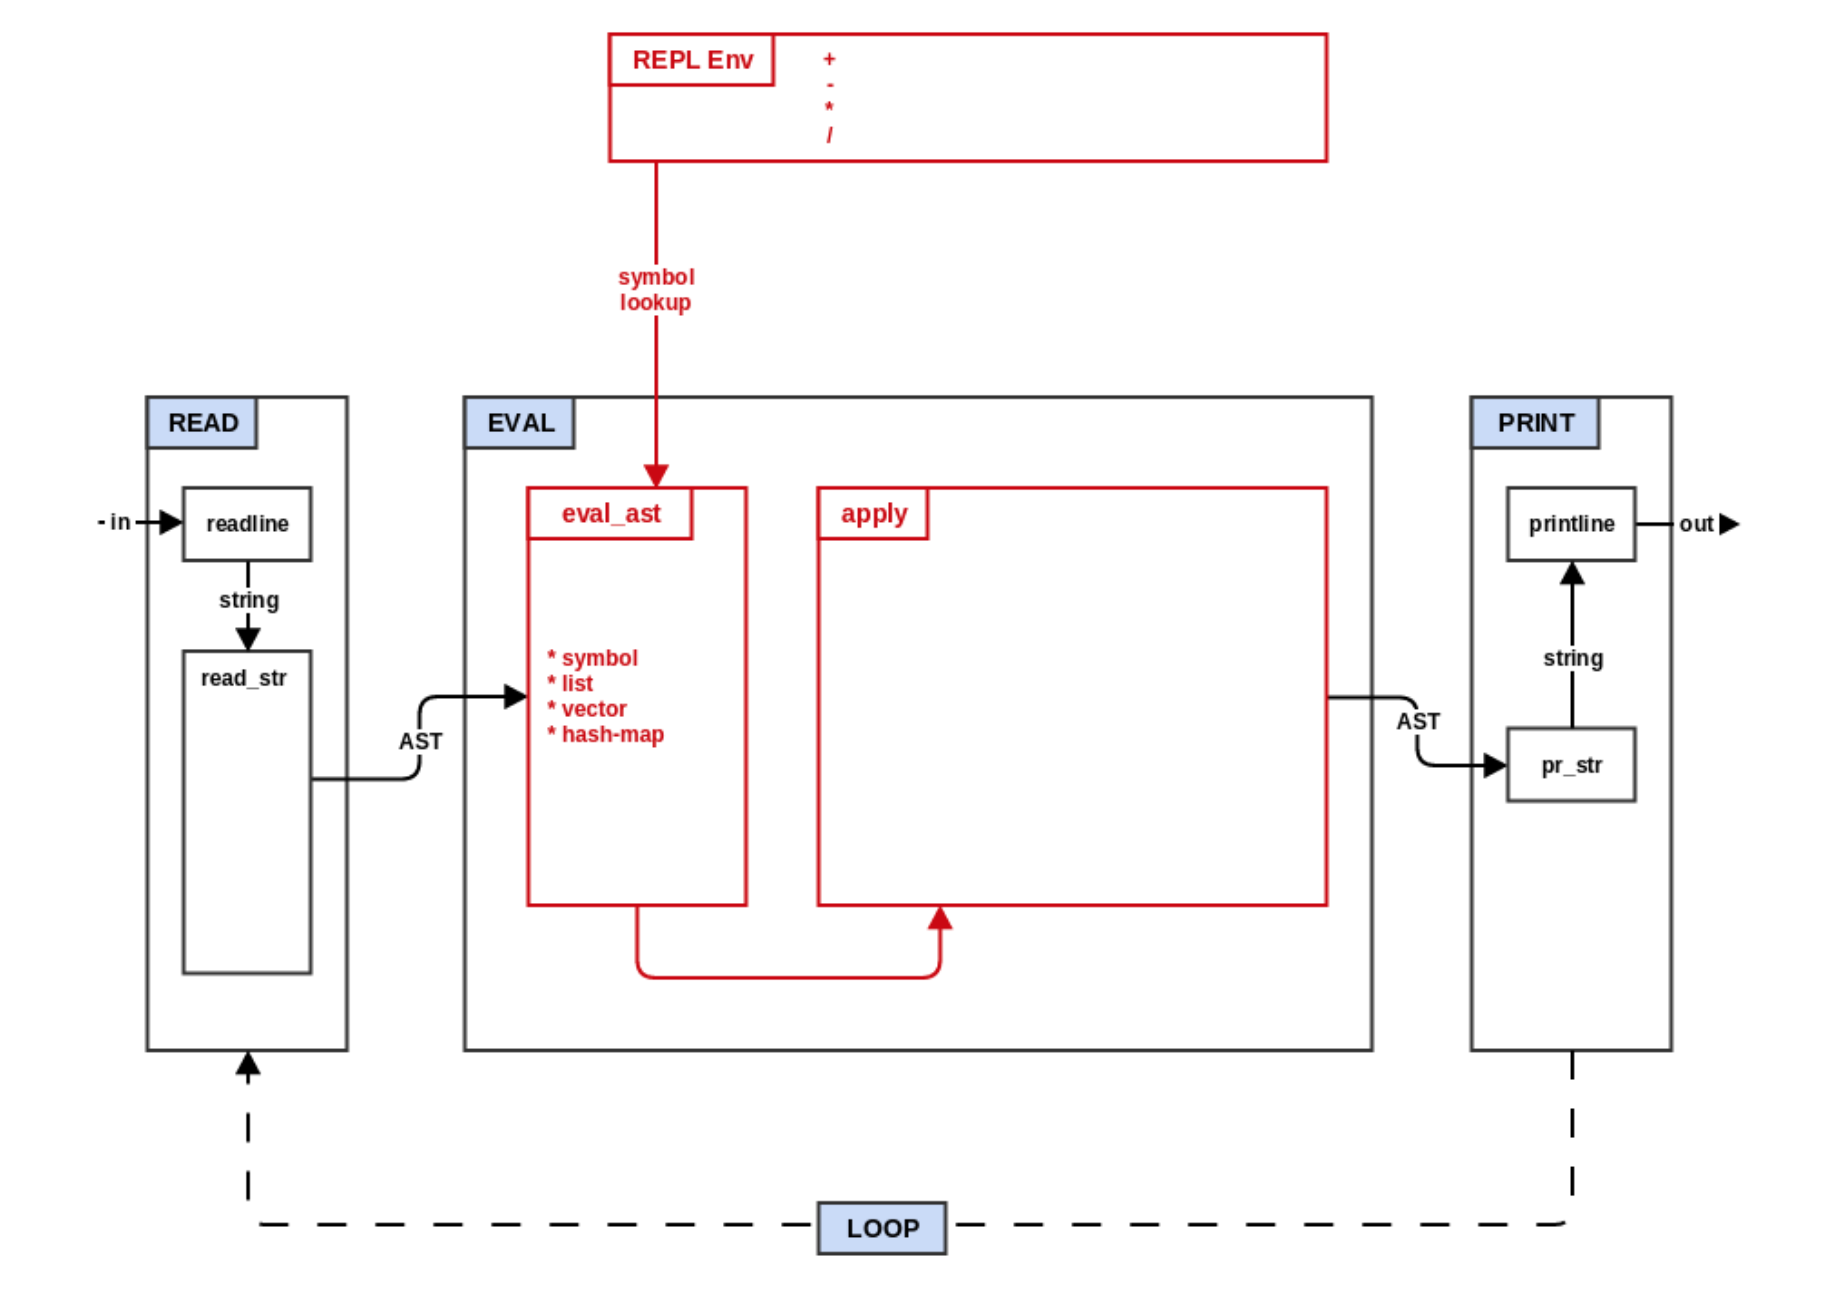 REPL Env
+
-
*
/
symbol
lookup
READ
- in
readline
string
read_str
AST
EVAL
eval_ast
* symbol
* list
* vector
* hash-map
apply
AST
PRINT
printline
out
string
pr_str
LOOP